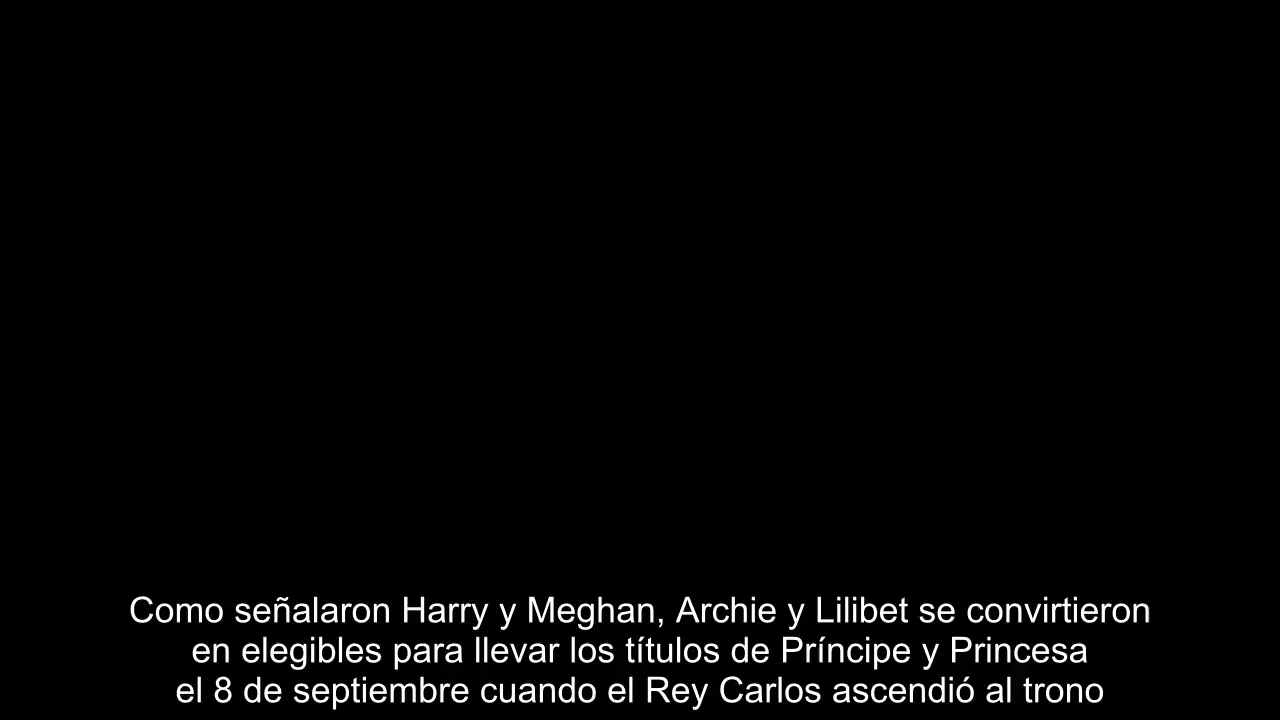 Como señalaron Harry y Meghan, Archie y Lilibet se convirtieron
en elegibles para llevar los títulos de Príncipe y Princesa
el 8 de septiembre cuando el Rey Carlos ascendió al trono